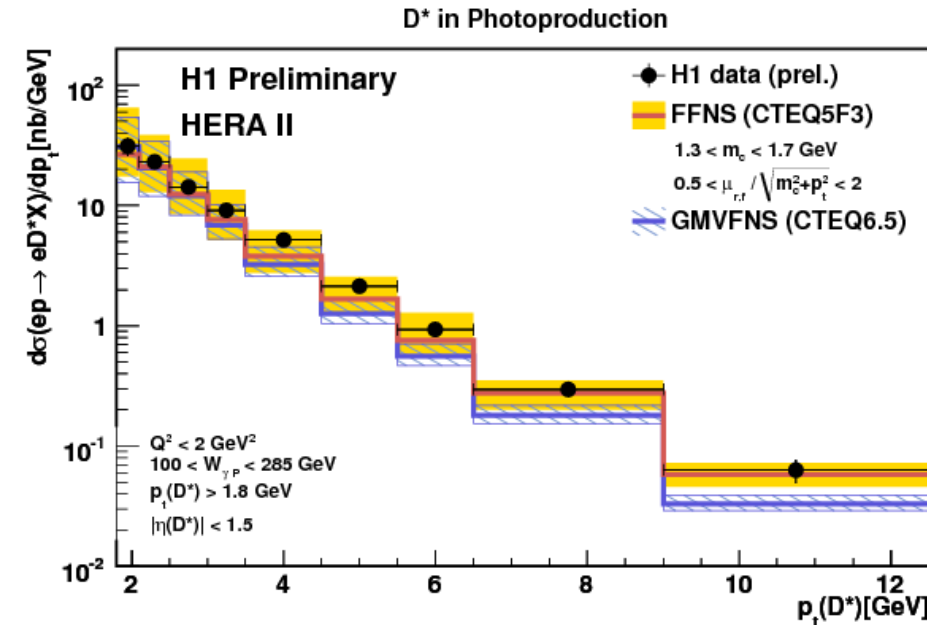 D* in Photoproduction
dσ(ep → eD*X)/dp_t[nb/GeV]
H1 Preliminary
HERA II
H1 data (prel.)
FFNS (CTEQ5F3)
1.3 < m_c < 1.7 GeV
0.5 < μ_r,f / √m_c²+p_t² < 2
GMVFNS (CTEQ6.5)
10²
10
1
10⁻¹
10⁻²
Q² < 2 GeV²
100 < W_γP < 285 GeV
p_t(D*) > 1.8 GeV
|η(D*)| < 1.5
2 4 6 8 10 12
p_t(D*)[GeV]